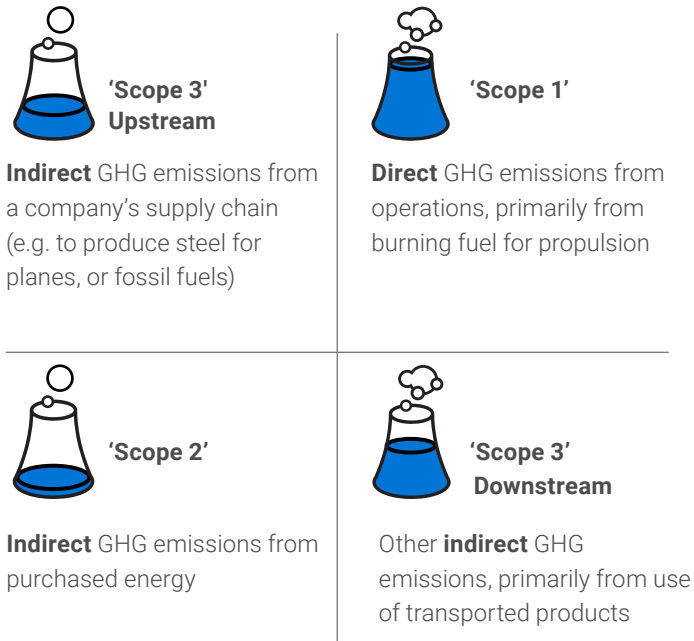 ‘Scope 3'
Upstream
Indirect GHG emissions from
a company’s supply chain
(e.g. to produce steel for
planes, or fossil fuels)
‘Scope 1’
Direct GHG emissions from
operations, primarily from
burning fuel for propulsion
‘Scope 2’
Indirect GHG emissions from
purchased energy
‘Scope 3’
Downstream
Other indirect GHG
emissions, primarily from use
of transported products